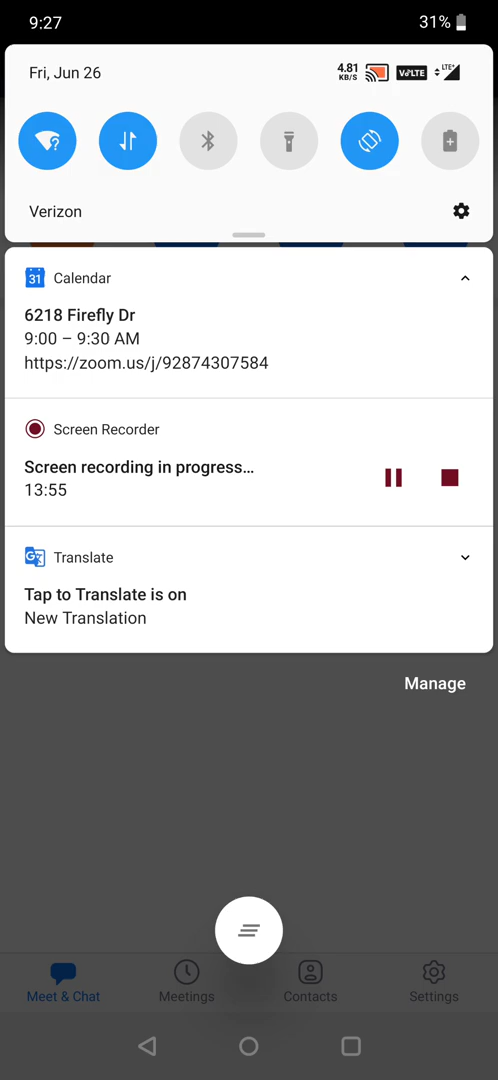 9:27 31%
Fri, Jun 26 4.81 KB/S VoLTE LTE+
Verizon
31 Calendar
6218 Firefly Dr
9:00 – 9:30 AM
https://zoom.us/j/92874307584
Screen Recorder
Screen recording in progress...
13:55
G Translate
Tap to Translate is on
New Translation
Manage
Meet & Chat Meetings Contacts Settings